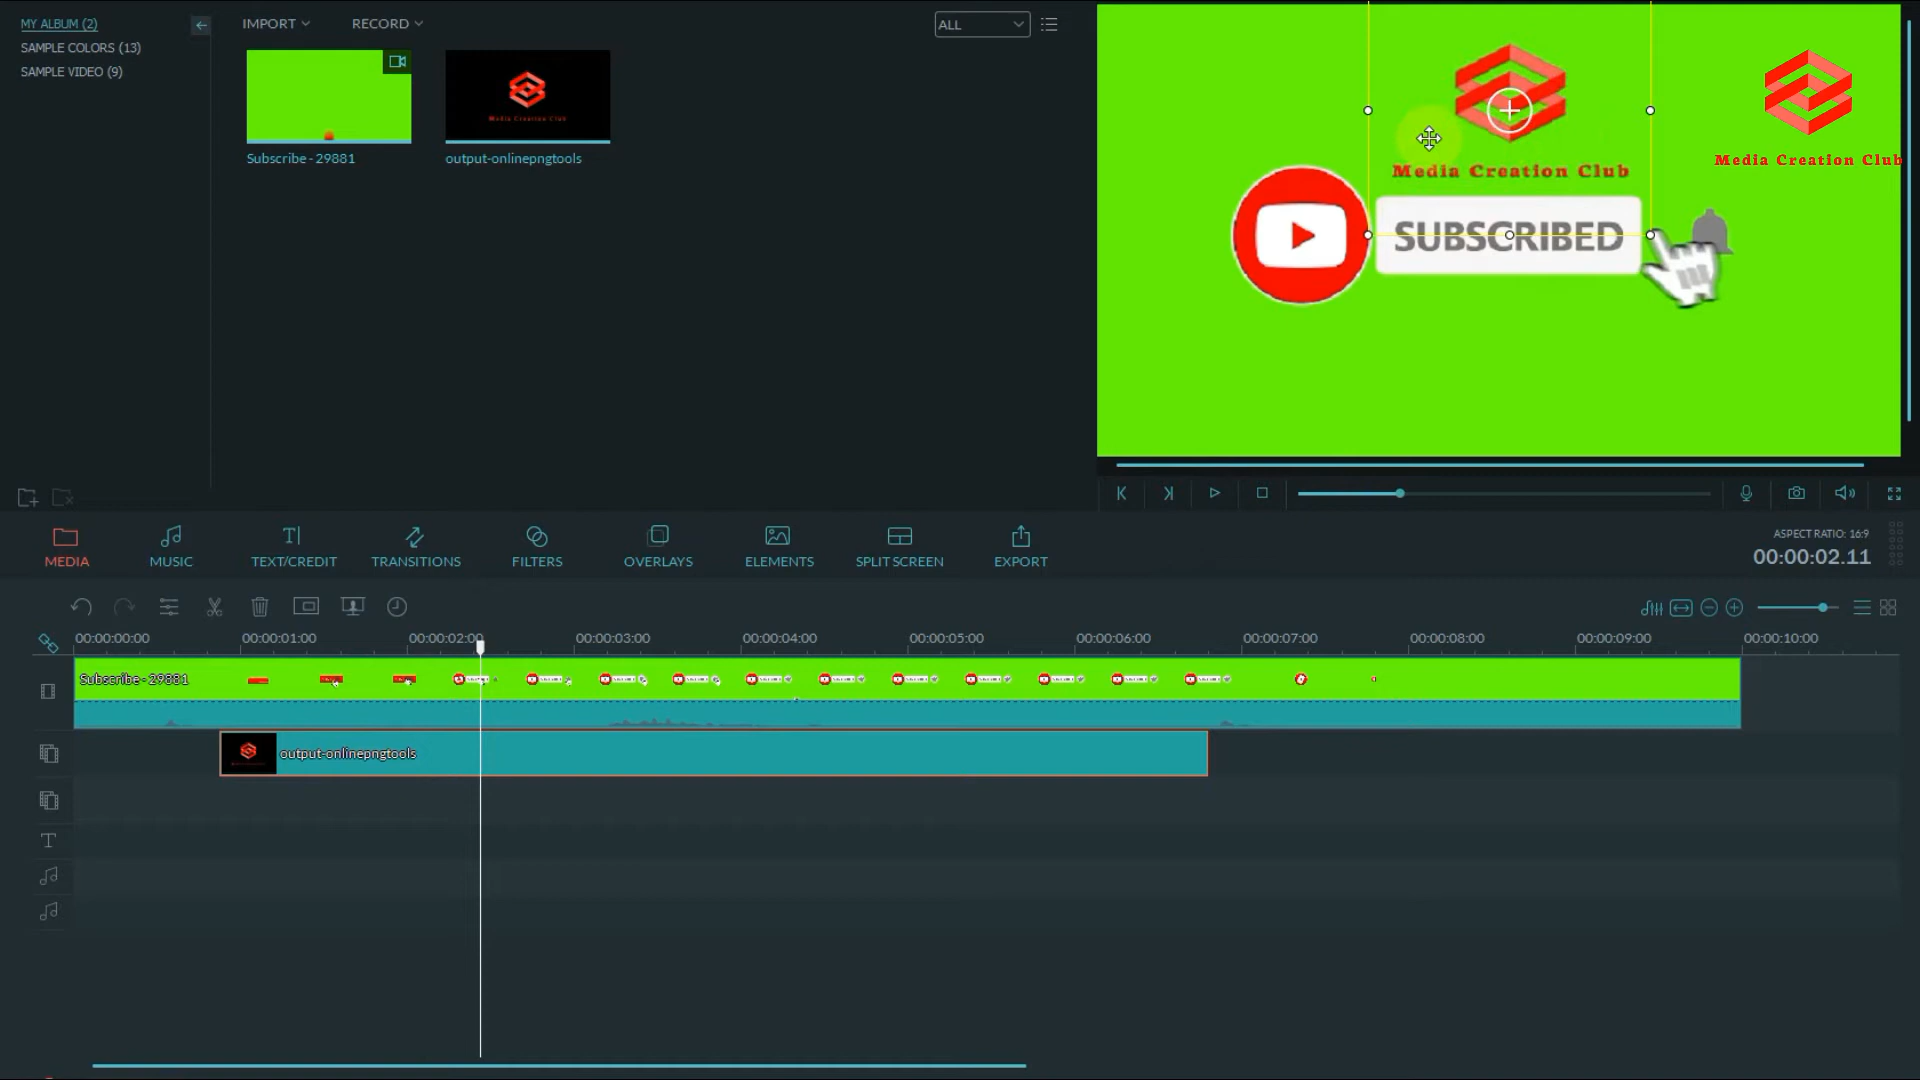 MY ALBUM (2)
SAMPLE COLORS (13)
SAMPLE VIDEO (9)
IMPORT
RECORD
ALL
Media Creation Club
Subscribe - 29881
output-onlinepngtools
Media Creation Club
Media Creation Club
SUBSCRIBED
MEDIA
MUSIC
TEXT/CREDIT
TRANSITIONS
FILTERS
OVERLAYS
ELEMENTS
SPLIT SCREEN
EXPORT
ASPECT RATIO: 16:9
00:00:02.11
00:00:00:00
00:00:01:00
00:00:02:00
00:00:03:00
00:00:04:00
00:00:05:00
00:00:06:00
00:00:07:00
00:00:08:00
00:00:09:00
00:00:10:00
Subscribe - 29881
output-onlinepngtools